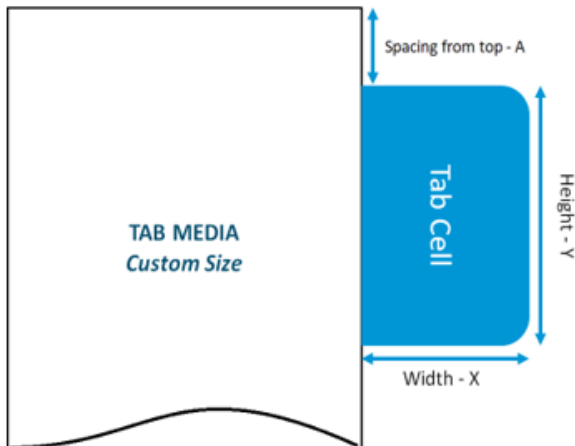 Spacing from top - A
Tab Cell
Height - Y
TAB MEDIA
Custom Size
Width - X